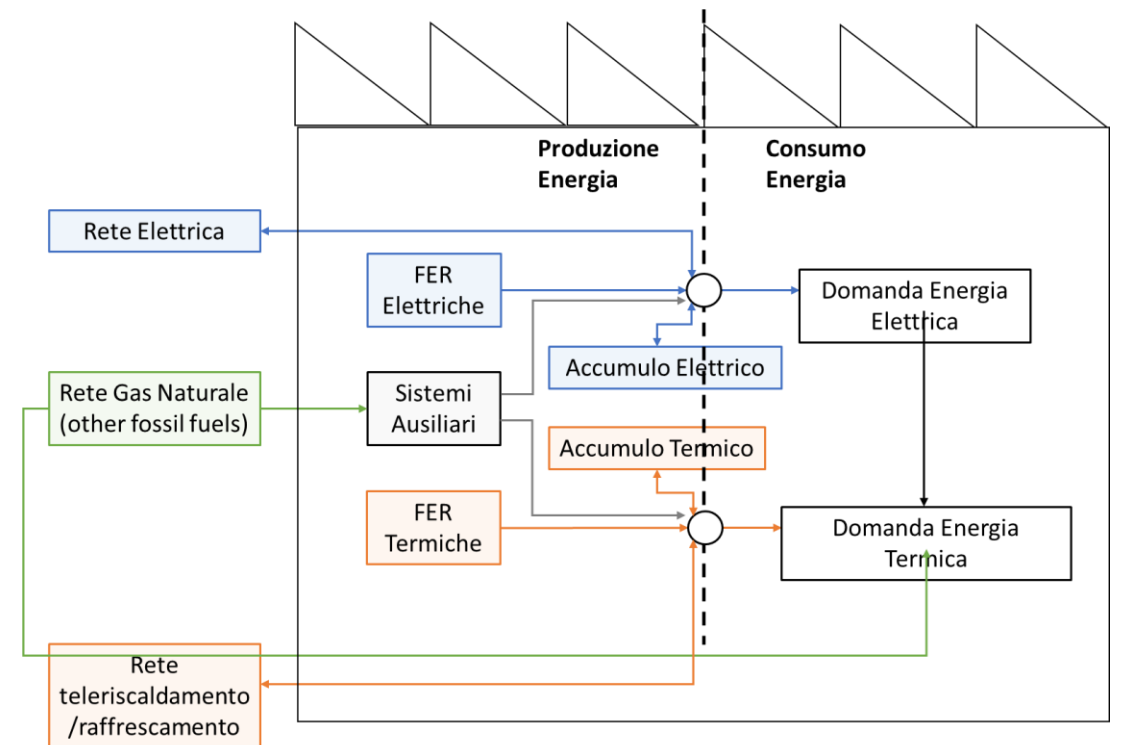 Produzione
Energia
Consumo
Energia
Rete Elettrica
FER
Elettriche
Domanda Energia
Elettrica
Accumulo Elettrico
Rete Gas Naturale
(other fossil fuels)
Sistemi
Ausiliari
Accumulo Termico
FER
Termiche
Domanda Energia
Termica
Rete
teleriscaldamento
/raffrescamento